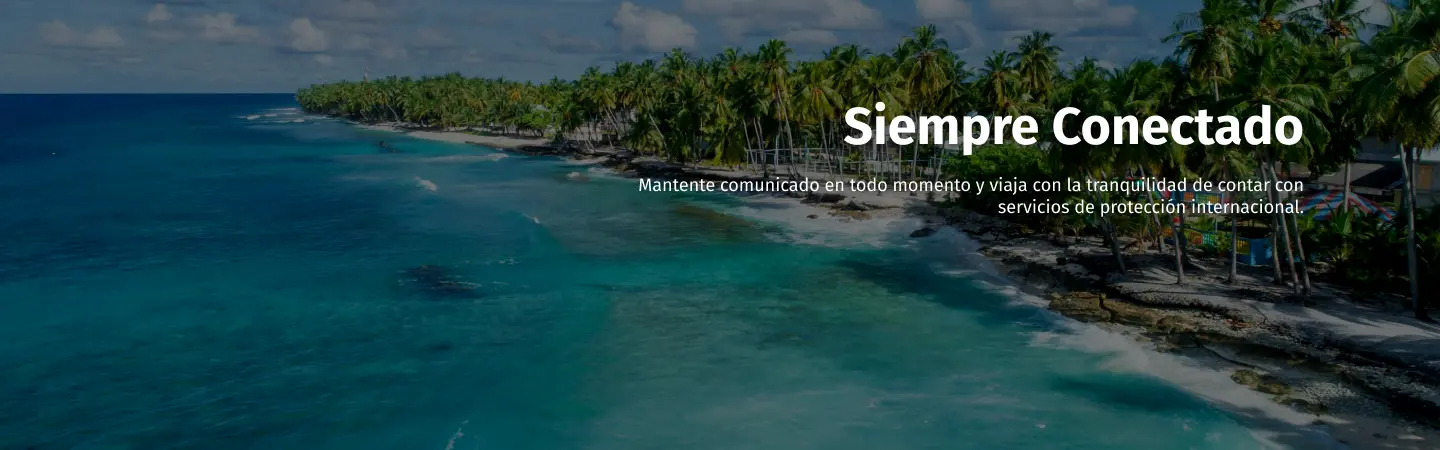 Siempre Conectado
Mantente comunicado en todo momento y viaja con la tranquilidad de contar con
servicios de protección internacional.